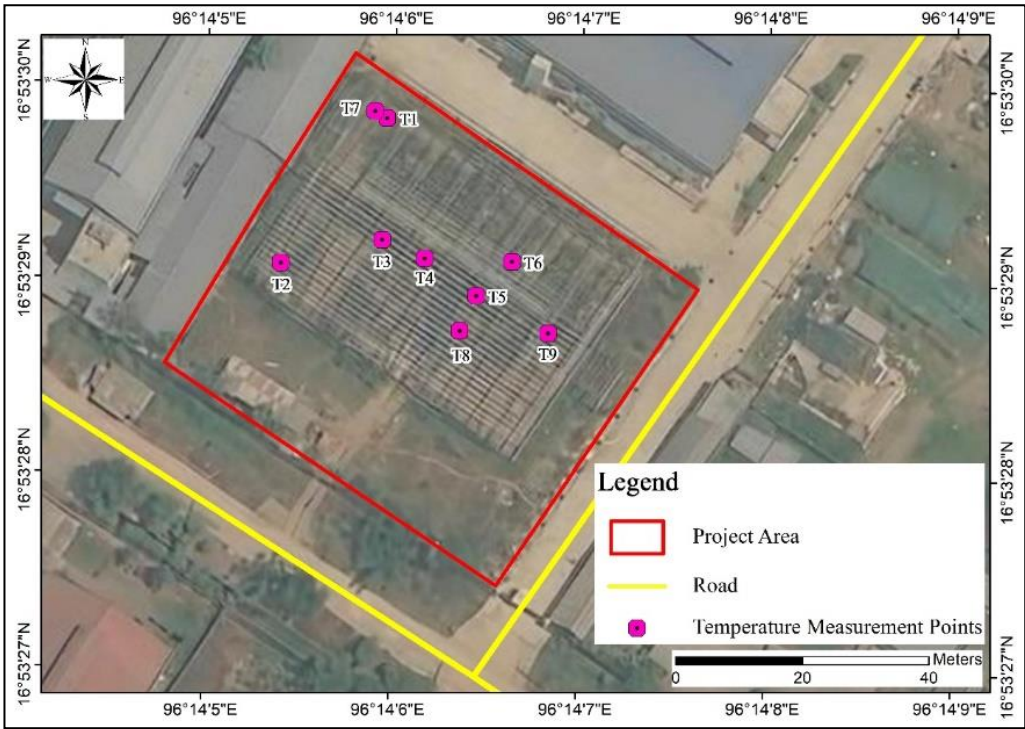 96°14'5"E 96°14'6"E 96°14'7"E 96°14'8"E 96°14'9"E
N
W E
S
16°53'30"N
16°53'30"N
T7 T1
T3
T2
T4
T6
16°53'29"N
16°53'29"N
T5
T8
T9
16°53'28"N
16°53'28"N
Legend
Project Area
Road
Temperature Measurement Points
Meters
0 20 40
16°53'27"N
16°53'27"N
96°14'5"E 96°14'6"E 96°14'7"E 96°14'8"E 96°14'9"E